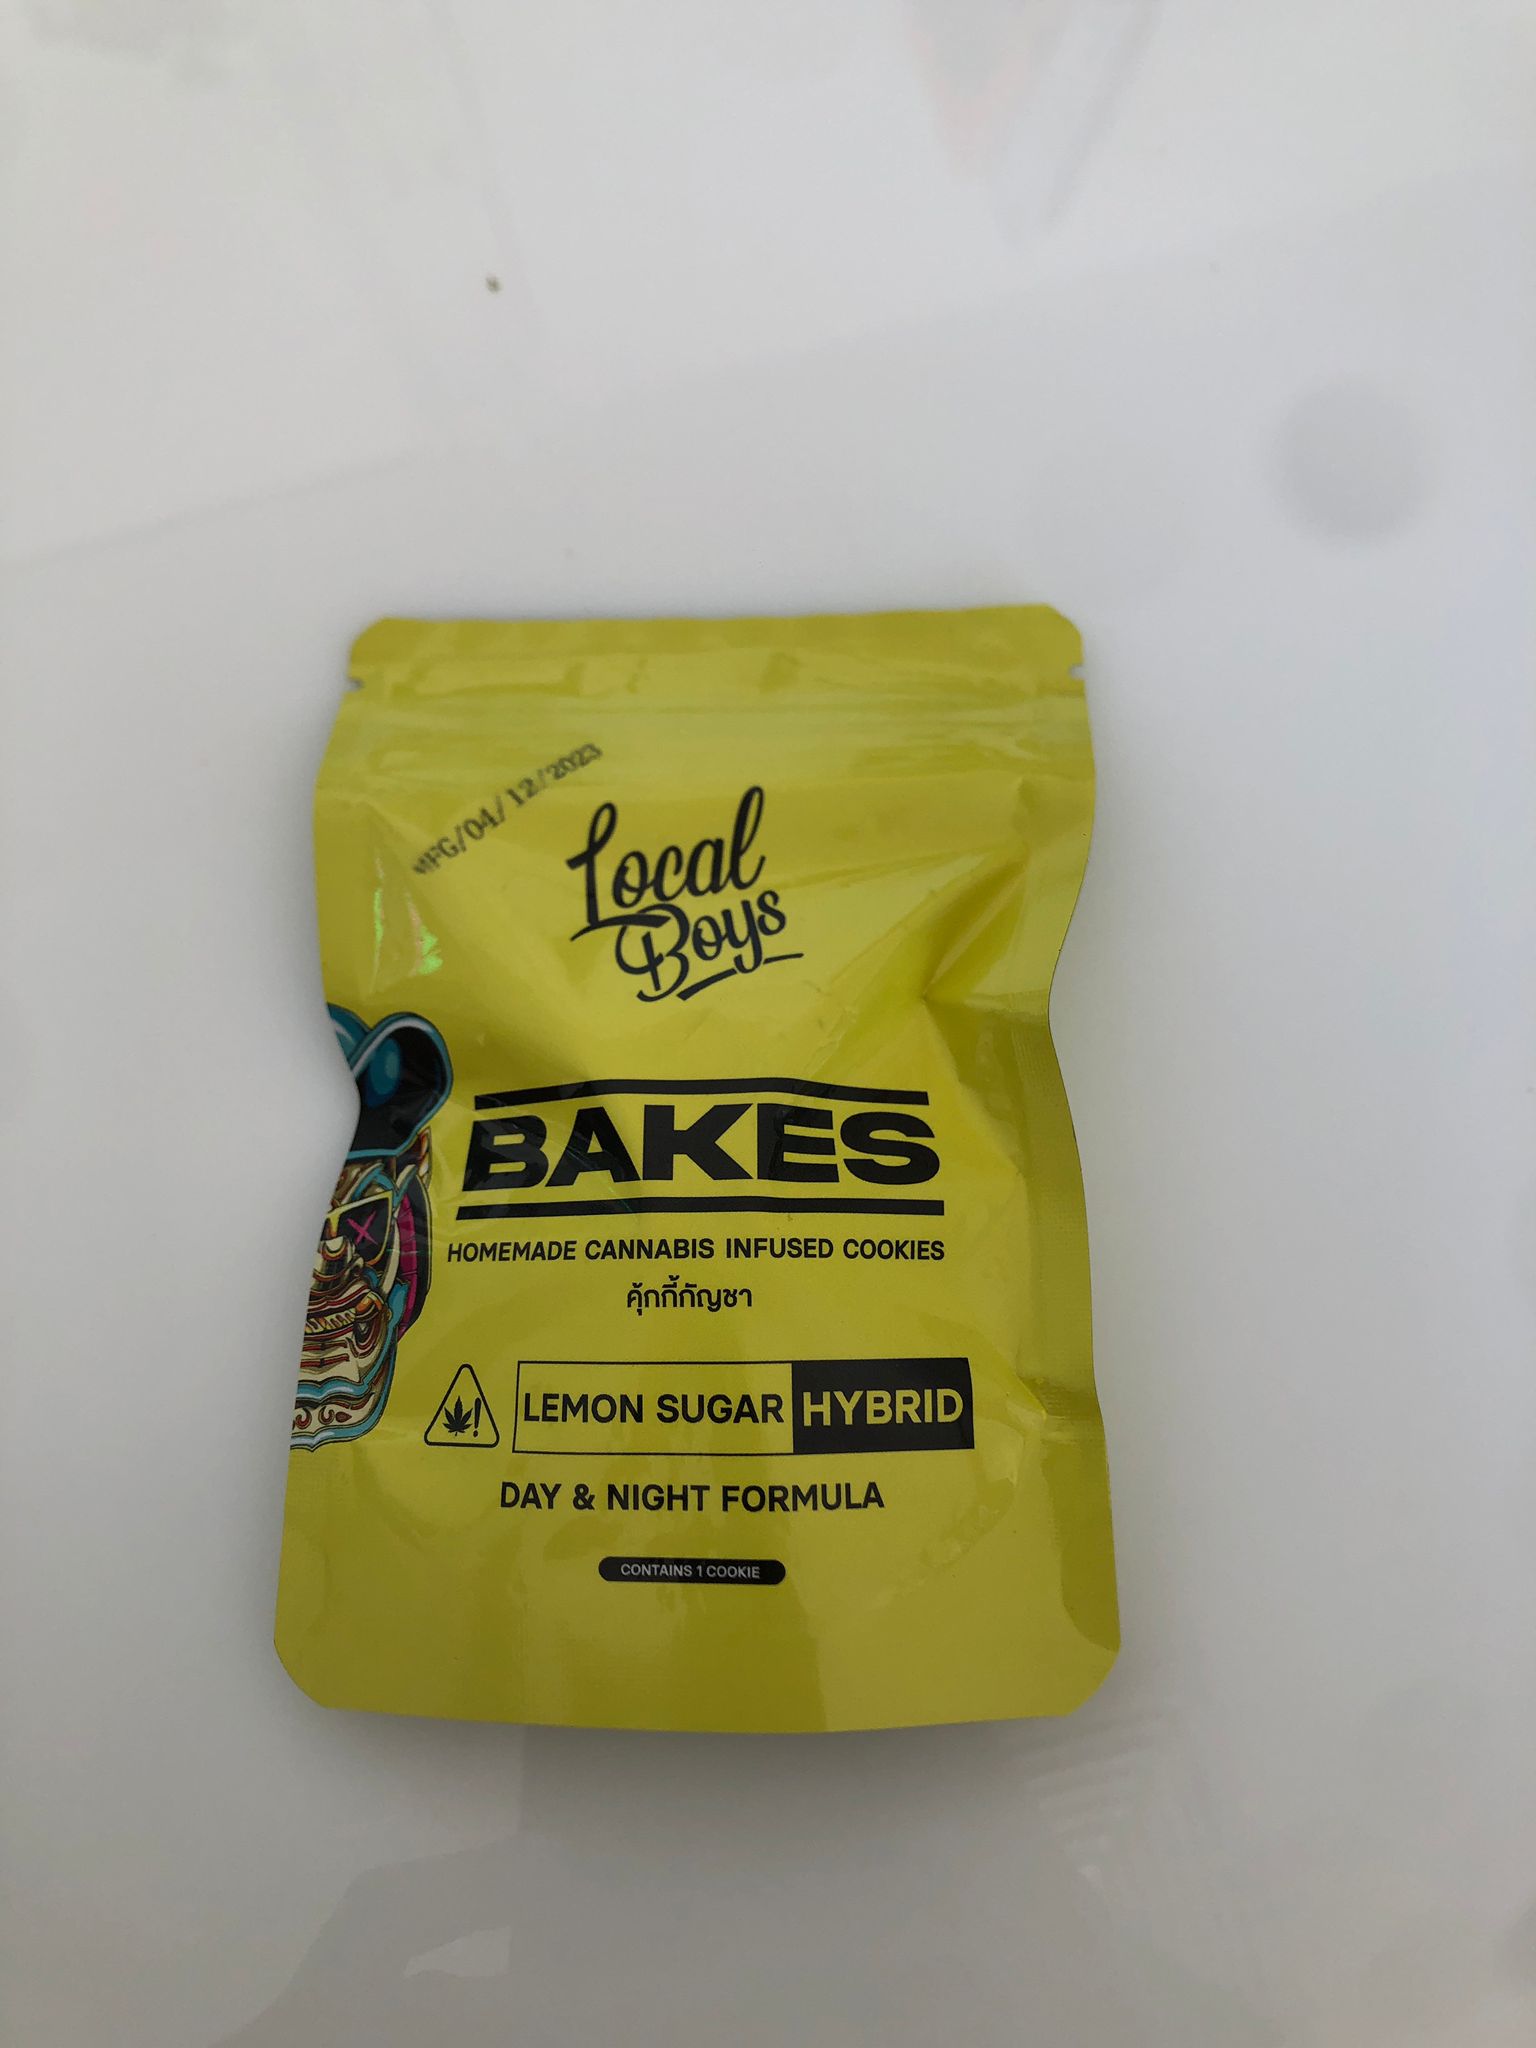 MFG/04/12/2023
Local
Boys
BAKES
HOMEMADE CANNABIS INFUSED COOKIES
คุ้กกี้กัญชา
! LEMON SUGAR HYBRID
DAY & NIGHT FORMULA
CONTAINS 1 COOKIE